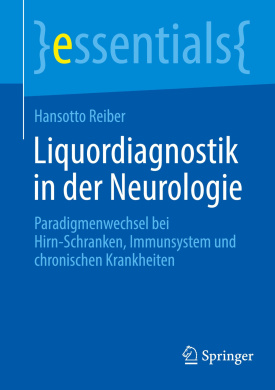 }essentials{
Hansotto Reiber
Liquordiagnostik
in der Neurologie
Paradigmenwechsel bei
Hirn-Schranken, Immunsystem und
chronischen Krankheiten
Springer